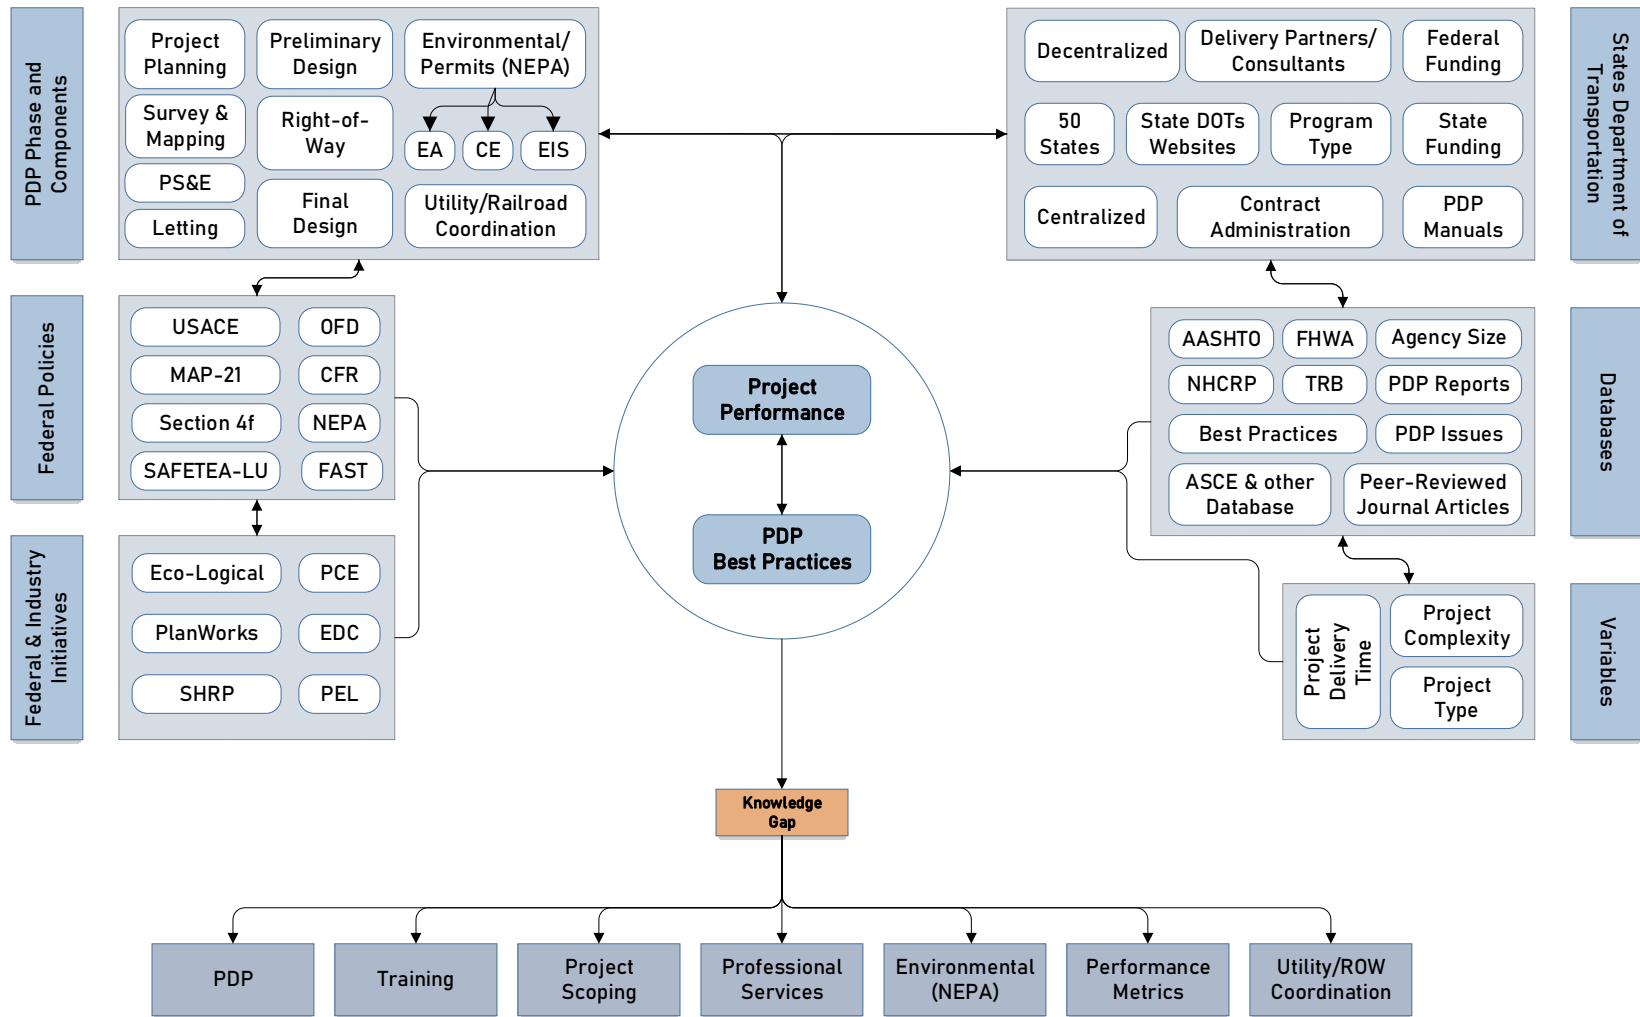 PDP Phase and
Components
Project
Planning
Preliminary
Design
Environmental/
Permits (NEPA)
Survey &
Mapping
Right-of-
Way
EA
CE
EIS
PS&E
Letting
Final
Design
Utility/Railroad
Coordination
Decentralized
Delivery Partners/
Consultants
Federal
Funding
50
States
State DOTs
Websites
Program
Type
State
Funding
Centralized
Contract
Administration
PDP
Manuals
States Department of
Transportation
Federal Policies
USACE
OFD
MAP-21
CFR
Section 4f
NEPA
SAFETEA-LU
FAST
Federal & Industry
Initiatives
Eco-Logical
PCE
PlanWorks
EDC
SHRP
PEL
Project
Performance
PDP
Best Practices
AASHTO
FHWA
Agency Size
NHCRP
TRB
PDP Reports
Best Practices
PDP Issues
ASCE & other
Database
Peer-Reviewed
Journal Articles
Databases
Project
Delivery
Time
Project
Complexity
Project
Type
Variables
Knowledge
Gap
PDP
Training
Project
Scoping
Professional
Services
Environmental
(NEPA)
Performance
Metrics
Utility/ROW
Coordination